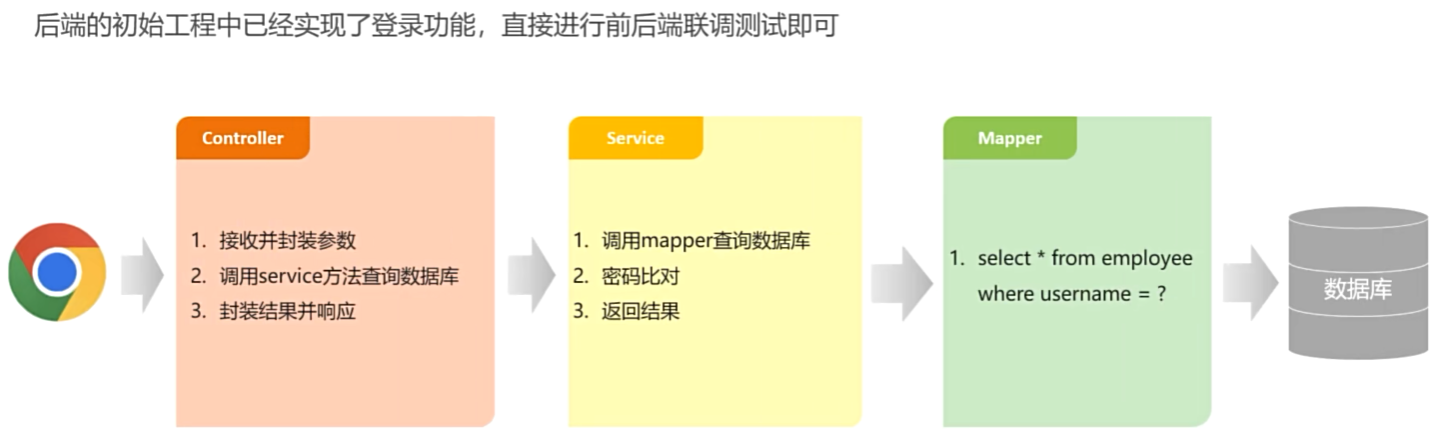 后端的初始工程中已经实现了登录功能，直接进行前后端联调测试即可
Controller
1. 接收并封装参数
2. 调用service方法查询数据库
3. 封装结果并响应
Service
1. 调用mapper查询数据库
2. 密码比对
3. 返回结果
Mapper
1. select * from employee
where username = ?
数据库